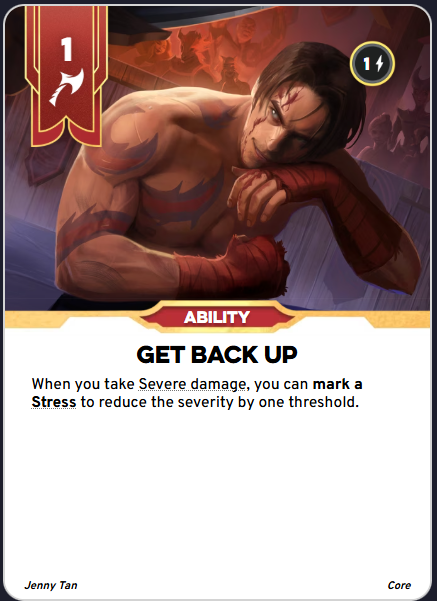 1
1
ABILITY
GET BACK UP
When you take Severe damage, you can mark a
Stress to reduce the severity by one threshold.
Jenny Tan
Core